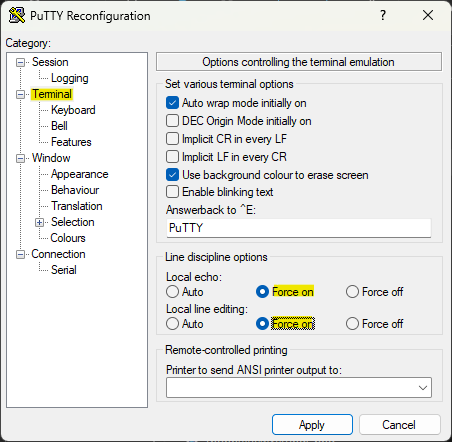 PuTTY Reconfiguration
?
Category:
Session
Logging
Terminal
Keyboard
Bell
Features
Window
Appearance
Behaviour
Translation
Selection
Colours
Connection
Serial
Options controlling the terminal emulation
Set various terminal options
Auto wrap mode initially on
DEC Origin Mode initially on
Implicit CR in every LF
Implicit LF in every CR
Use background colour to erase screen
Enable blinking text
Answerback to ^E:
PuTTY
Line discipline options
Local echo:
Auto Force on Force off
Local line editing:
Auto Force on Force off
Remote-controlled printing
Printer to send ANSI printer output to:
Apply Cancel